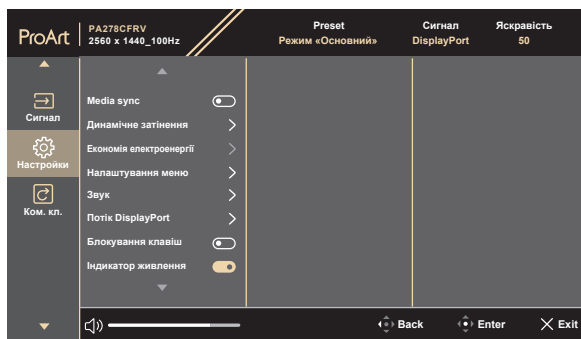 ProArt
PA278CFRV
2560 x 1440_100Hz
Preset
Режим «Основний»
Сигнал
DisplayPort
Яскравість
50
Сигнал
Настройки
Ком. кл.
Media sync
Динамічне затінення
Економія електроенергії
Налаштування меню
Звук
Потік DisplayPort
Блокування клавіш
Індикатор живлення
Back
Enter
Exit